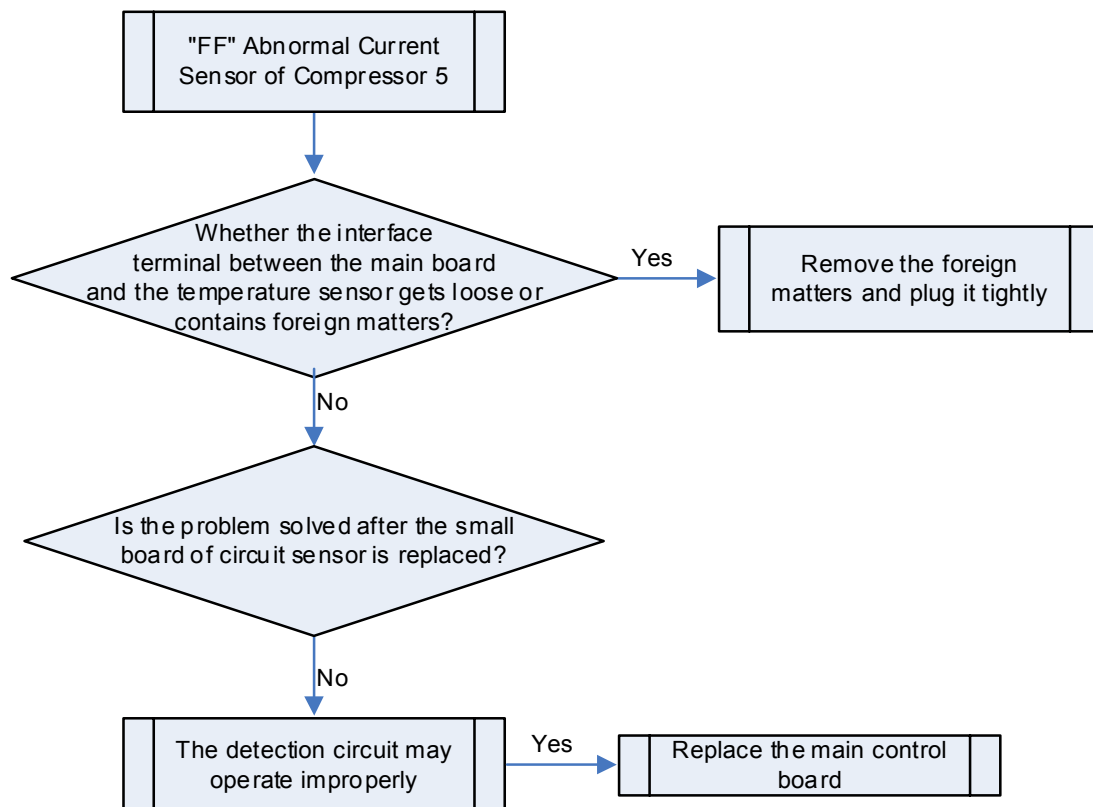 "FF" Abnormal Current
Sensor of Compressor 5
Whether the interface
terminal between the main board
and the temperature sensor gets loose or
contains foreign matters?
Yes
Remove the foreign
matters and plug it tightly
No
Is the problem solved after the small
board of circuit sensor is replaced?
No
The detection circuit may
operate improperly
Yes
Replace the main control
board